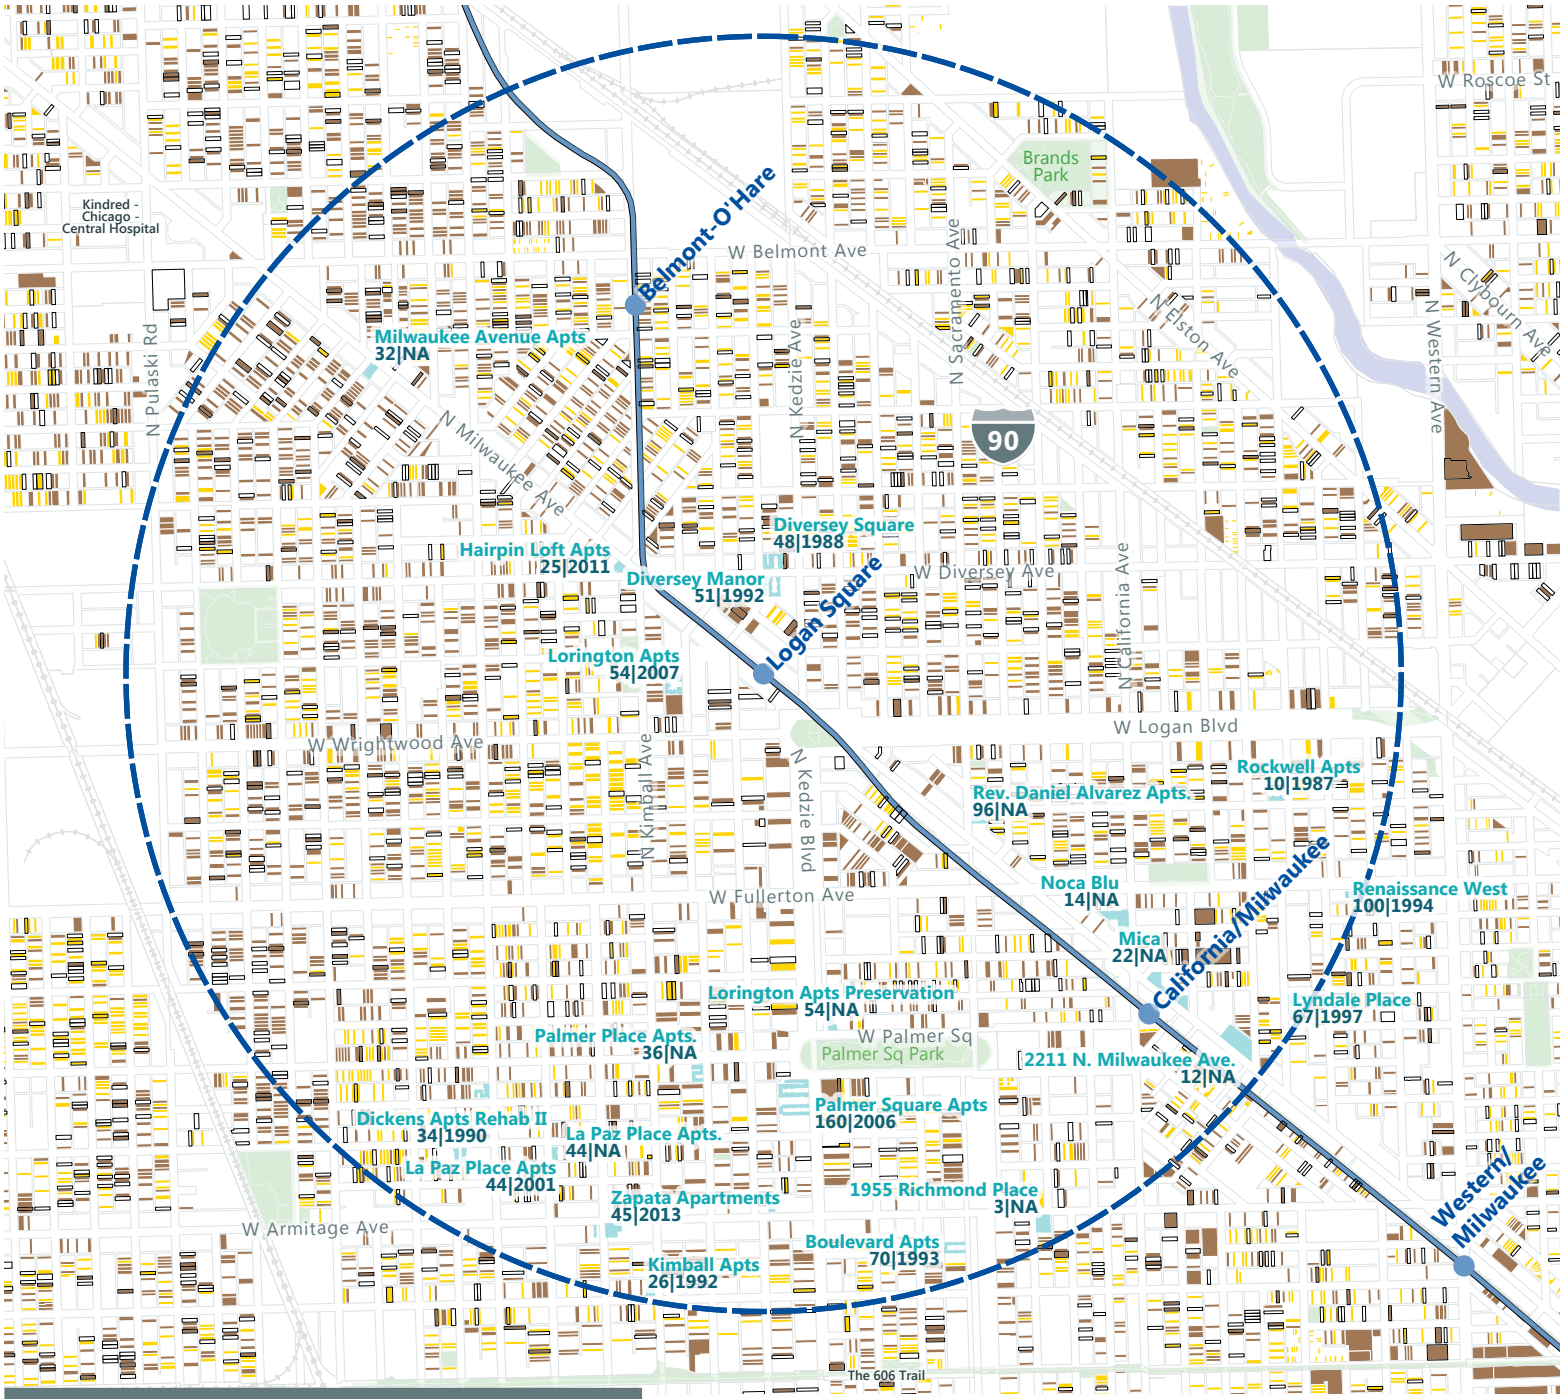 W Roscoe St
Brands
Park
Kindred -
Chicago -
Central Hospital
Belmont-O'Hare
W Belmont Ave
N Sacramento Ave
N Clybourn Ave
N Elston Ave
N Western Ave
N Pulaski Rd
Milwaukee Avenue Apts
32|NA
N Kedzie Ave
N Milwaukee Ave
90
Diversey Square
48|1988
Hairpin Loft Apts
25|2011
Diversey Manor
51|1992
W Diversey Ave
N California Ave
Logan Square
Lorington Apts
54|2007
W Logan Blvd
W Wrightwood Ave
N Kimball Ave
N Kedzie Blvd
Rockwell Apts
10|1987
Rev. Daniel Alvarez Apts.
96|NA
Noca Blu
14|NA
California/Milwaukee
Renaissance West
100|1994
W Fullerton Ave
Mica
22|NA
Lorington Apts Preservation
54|NA
Lyndale Place
67|1997
Palmer Place Apts.
36|NA
W Palmer Sq
Palmer Sq Park
2211 N. Milwaukee Ave.
12|NA
Palmer Square Apts
160|2006
Dickens Apts Rehab II
34|1990
La Paz Place Apts.
44|NA
La Paz Place Apts
44|2001
Zapata Apartments
45|2013
1955 Richmond Place
3|NA
Western/
Milwaukee
W Armitage Ave
Boulevard Apts
70|1993
Kimball Apts
26|1992
The 606 Trail